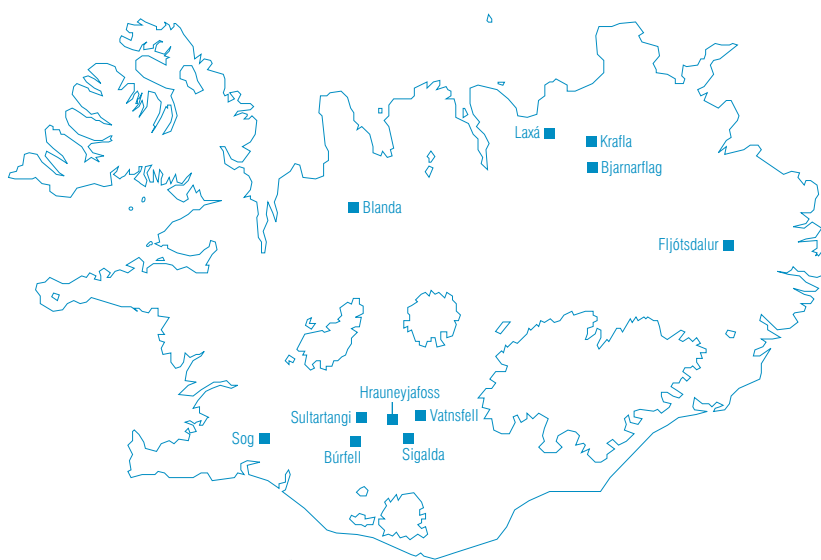 Laxá
Krafla
Bjarnarflag
Blanda
Fljótsdalur
Hrauneyjafoss
Sultartangi
Vatnsfell
Sog
Búrfell
Sigalda